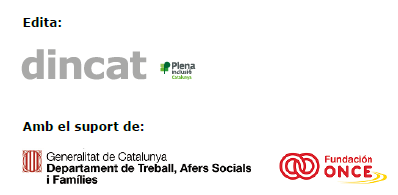 Edita:
dincat
Plena
inclusió
Catalunya
Amb el suport de:
Generalitat de Catalunya
Departament de Treball, Afers Socials
i Famílies
Fundación
ONCE